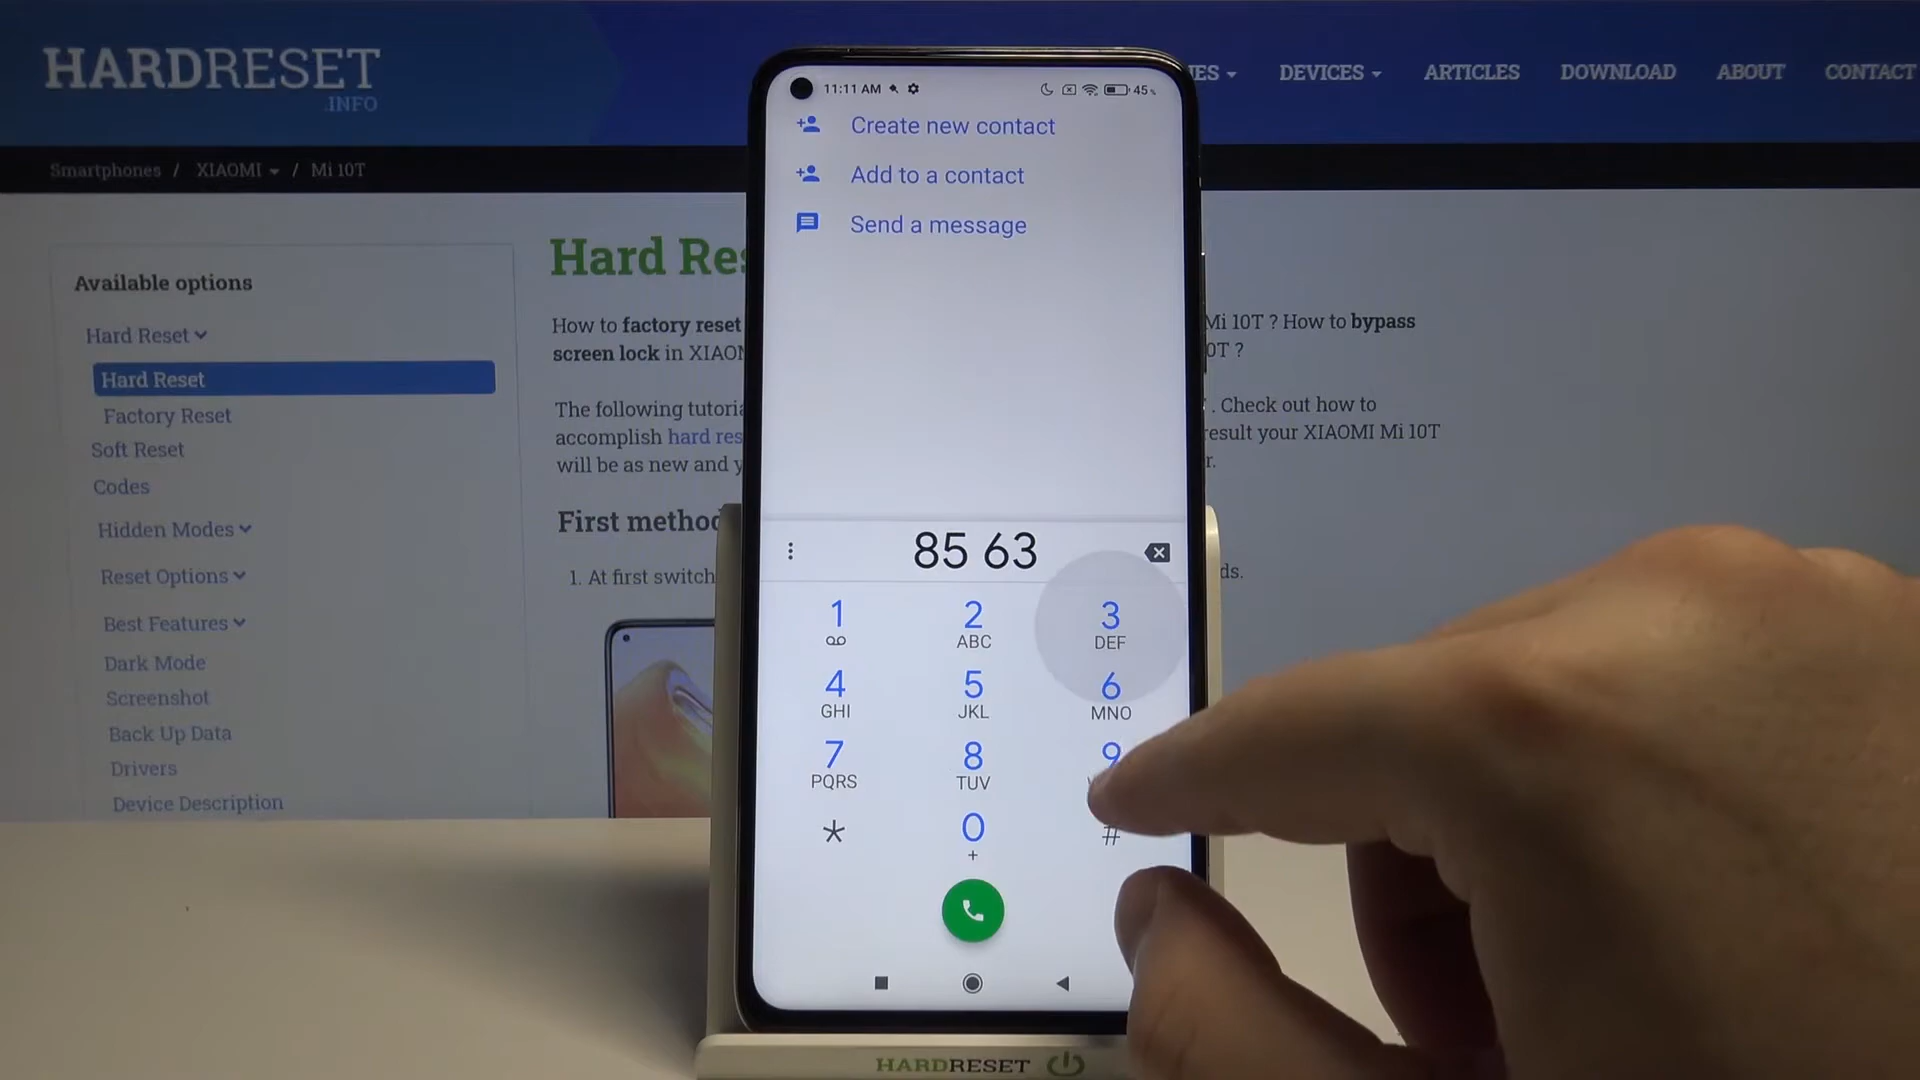 HARDRESET
.INFO
IES DEVICES ARTICLES DOWNLOAD ABOUT CONTACT
Smartphones / XIAOMI / Mi 10T
Available options
Hard Reset
Hard Reset
Factory Reset
Soft Reset
Codes
Hidden Modes
Reset Options
Best Features
Dark Mode
Screenshot
Back Up Data
Drivers
Device Description
Hard Res
How to factory reset
Mi 10T ? How to bypass
screen lock in XIAOM
0T ?
The following tutoria
. Check out how to
accomplish hard res
result your XIAOMI Mi 10T
will be as new and y
r.
First method
1. At first switch
ds.
11:11 AM
45%
Create new contact
Add to a contact
Send a message
85 63
1 2 3
ABC DEF
4 5 6
GHI JKL MNO
7 8 9
PQRS TUV
* 0 #
+
HARDRESET